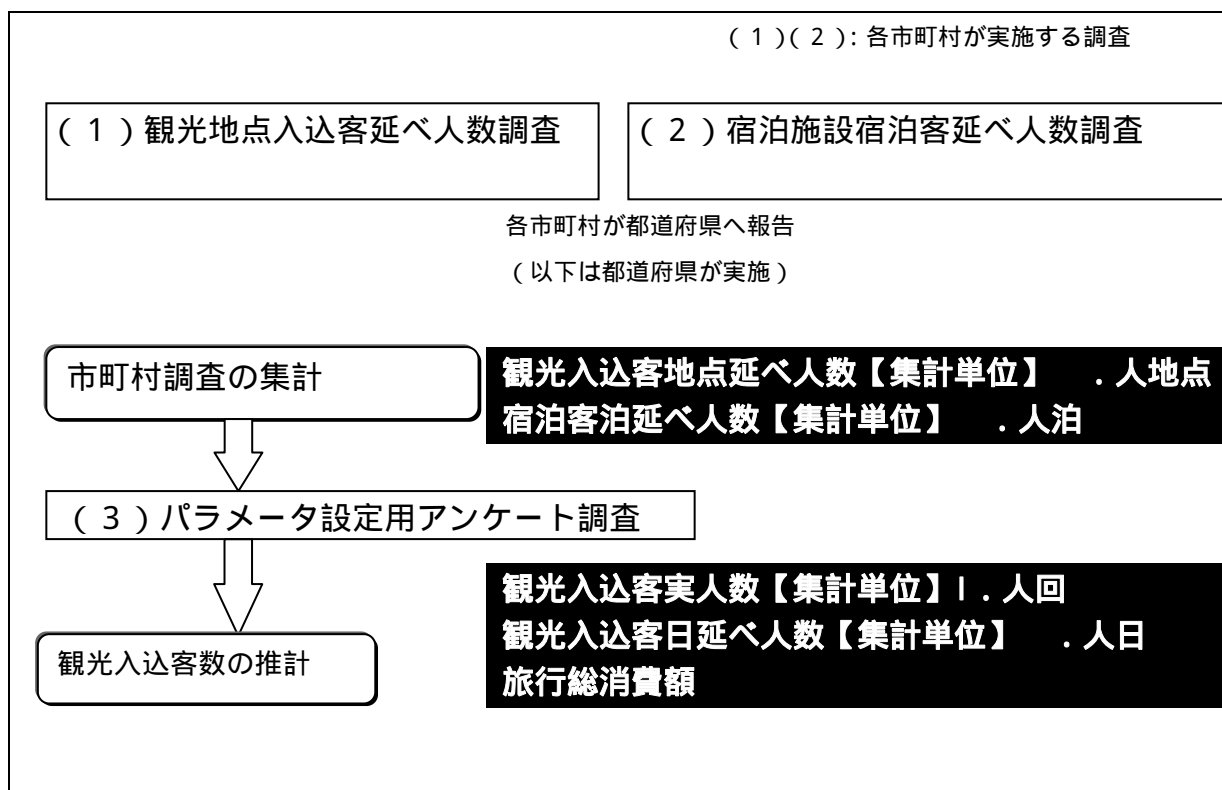 (1)(2):各市町村が実施する調査
(1)観光地点入込客延べ人数調査
(2)宿泊施設宿泊客延べ人数調査
各市町村が都道府県へ報告
(以下は都道府県が実施)
市町村調査の集計
観光入込客地点延べ人数【集計単位】 .人地点
宿泊客泊延べ人数【集計単位】 .人泊
(3)パラメータ設定用アンケート調査
観光入込客実人数【集計単位】Ⅰ.人回
観光入込客日延べ人数【集計単位】 .人日
旅行総消費額
観光入込客数の推計